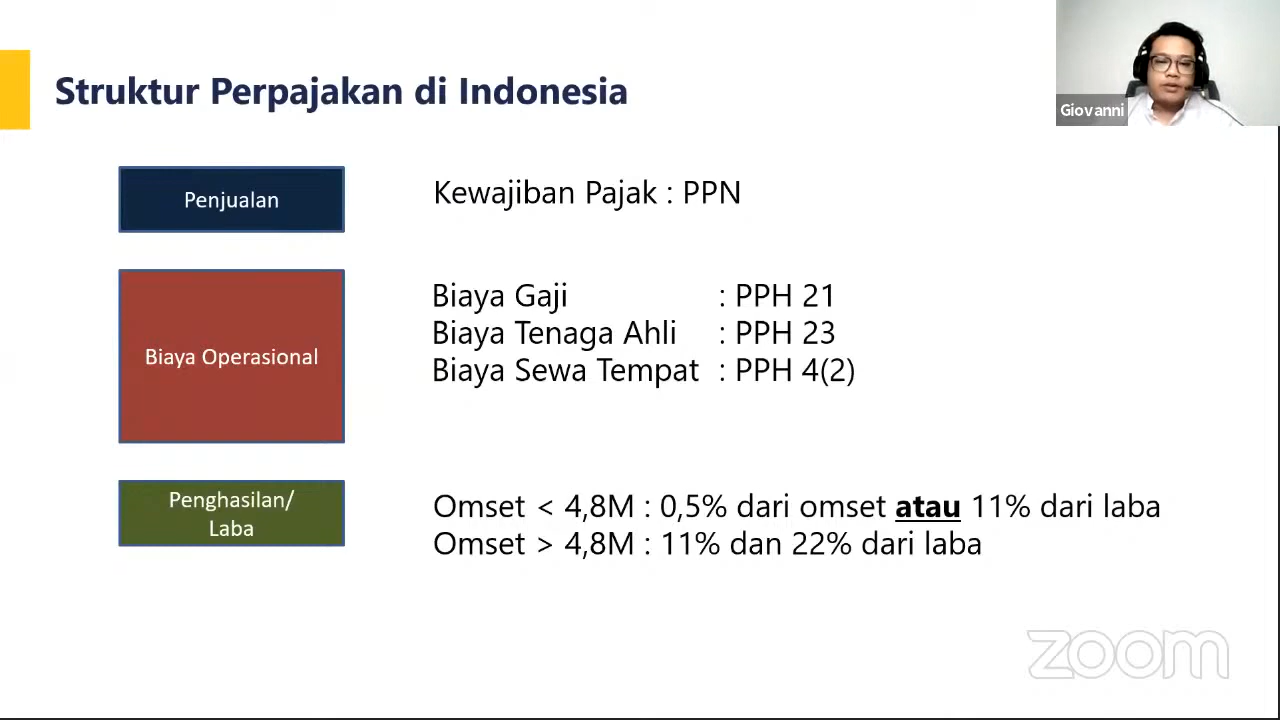 Struktur Perpajakan di Indonesia
Giovanni
Penjualan
Kewajiban Pajak : PPN
Biaya Operasional
Biaya Gaji : PPH 21
Biaya Tenaga Ahli : PPH 23
Biaya Sewa Tempat : PPH 4(2)
Penghasilan/
Laba
Omset < 4,8M : 0,5% dari omset atau 11% dari laba
Omset > 4,8M : 11% dan 22% dari laba
zoom